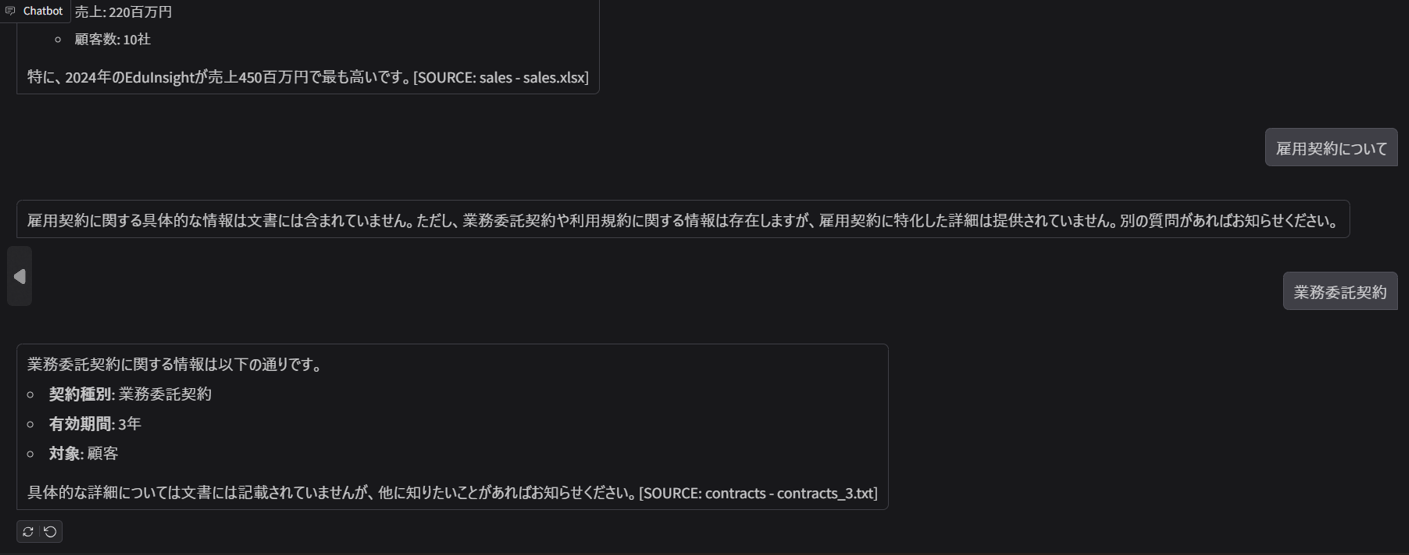 Chatbot
売上: 220百万円
顧客数: 10社
特に、2024年のEduInsightが売上450百万円で最も高いです。[SOURCE: sales - sales.xlsx]
雇用契約について
雇用契約に関する具体的な情報は文書には含まれていません。ただし、業務委託契約や利用規約に関する情報は存在しますが、雇用契約に特化した詳細は提供されていません。別の質問があればお知らせください。
業務委託契約
業務委託契約に関する情報は以下の通りです。
契約種別: 業務委託契約
有効期間: 3年
対象: 顧客
具体的な詳細については文書には記載されていませんが、他に知りたいことがあればお知らせください。[SOURCE: contracts - contracts_3.txt]